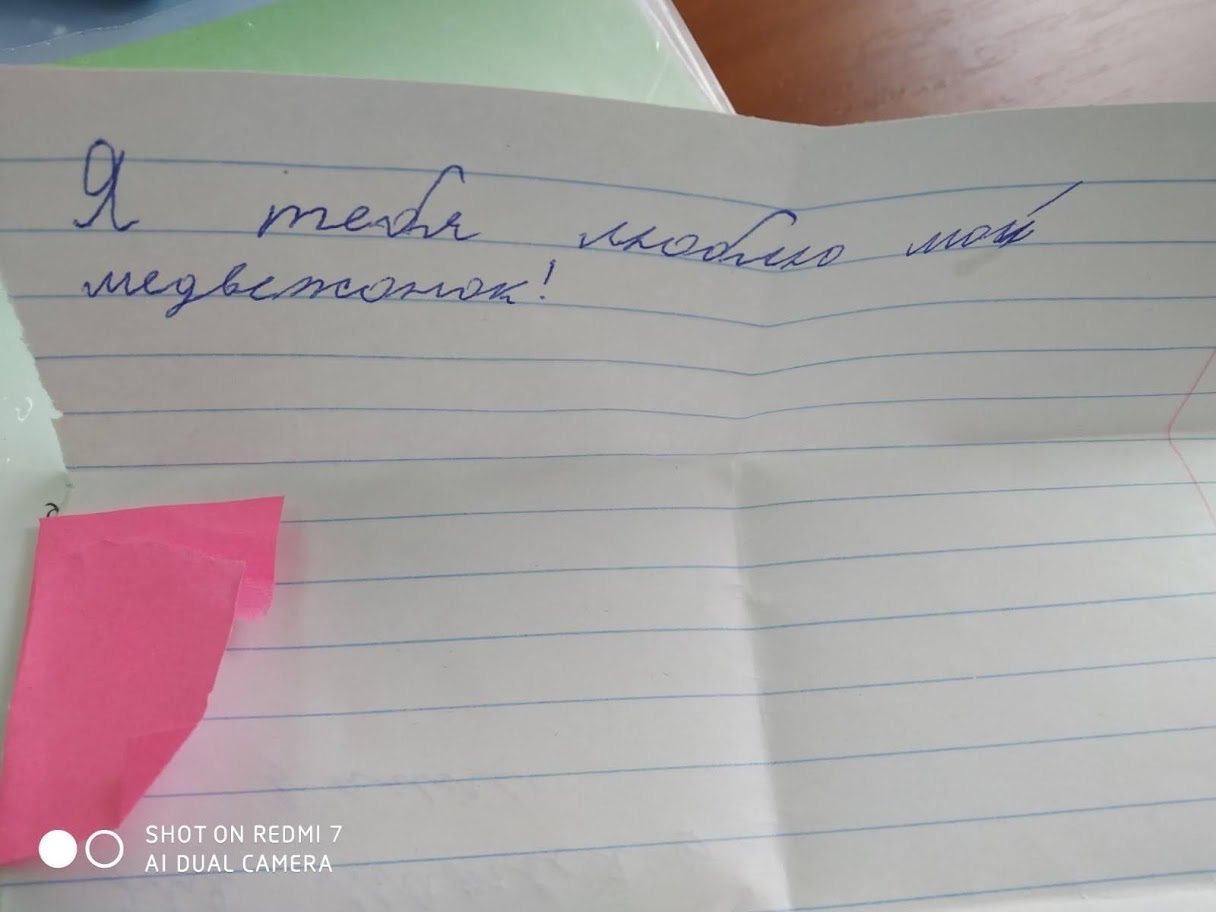 Я тебя люблю мой
медвежонок!
SHOT ON REDMI 7
AI DUAL CAMERA